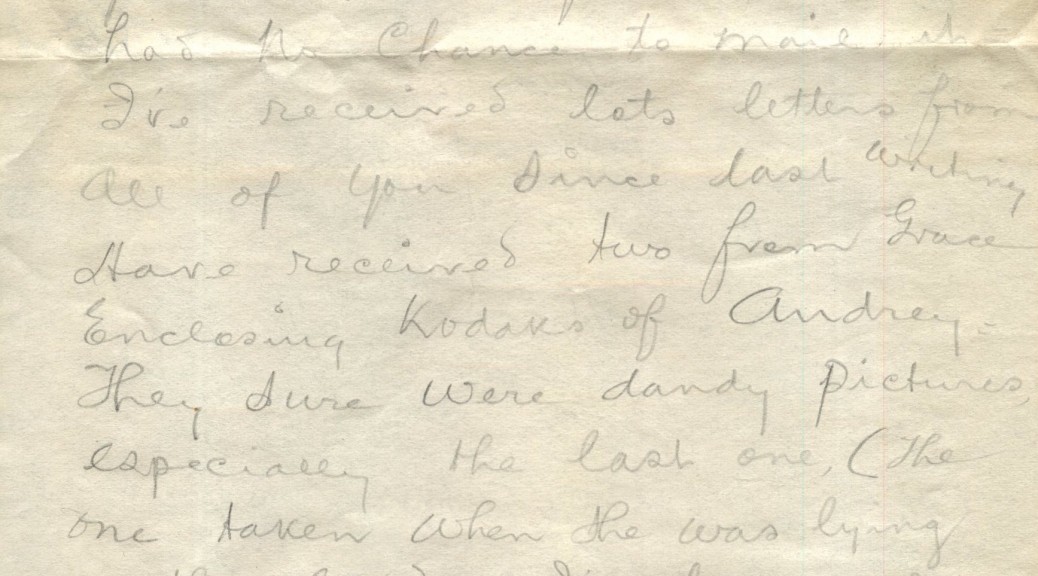 had no Chance to mail it
I've received lots letters from
All of you Since last writing
Have received two from Grace
Enclosing Kodaks of Audrey.
They sure were dandy pictures,
especially the last one, (The
one taken when she was lying